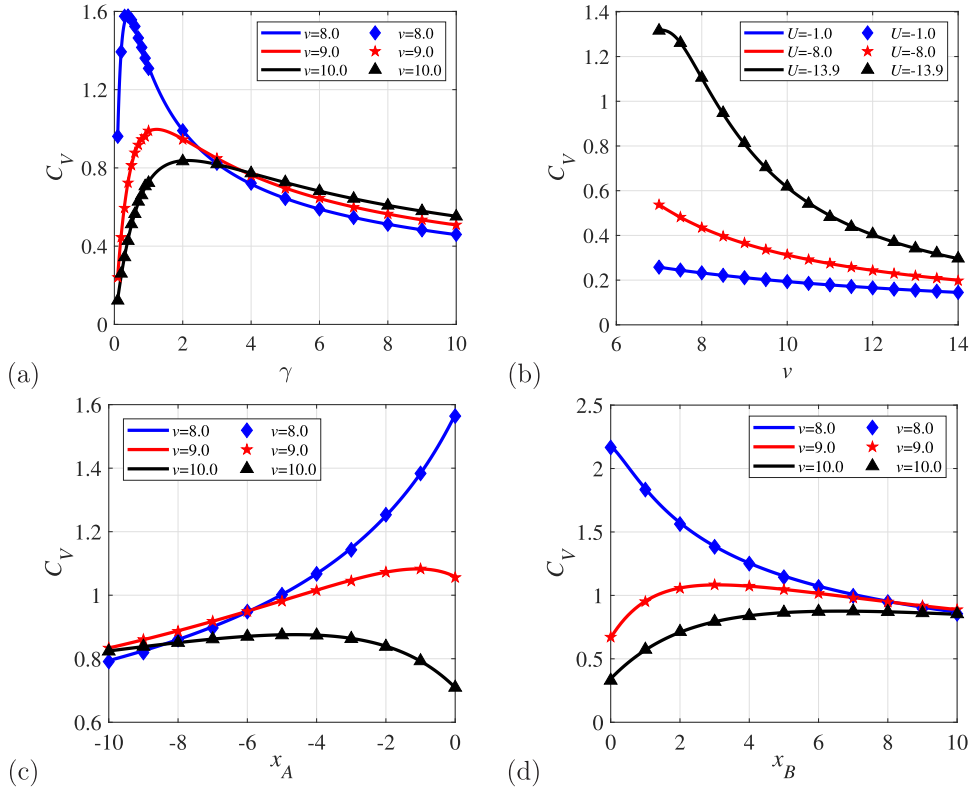 C_V
1.6
1.2
0.8
0.4
0
v=8.0 v=8.0
v=9.0 v=9.0
v=10.0 v=10.0
0 2 4 6 8 10
(a) γ
C_V
1.4
1.2
1
0.8
0.6
0.4
0.2
0
U=-1.0 U=-1.0
U=-8.0 U=-8.0
U=-13.9 U=-13.9
6 8 10 12 14
(b) v
C_V
1.6
1.4
1.2
1
0.8
0.6
v=8.0 v=8.0
v=9.0 v=9.0
v=10.0 v=10.0
-10 -8 -6 -4 -2 0
(c) x_A
C_V
2.5
2
1.5
1
0.5
0
v=8.0 v=8.0
v=9.0 v=9.0
v=10.0 v=10.0
0 2 4 6 8 10
(d) x_B